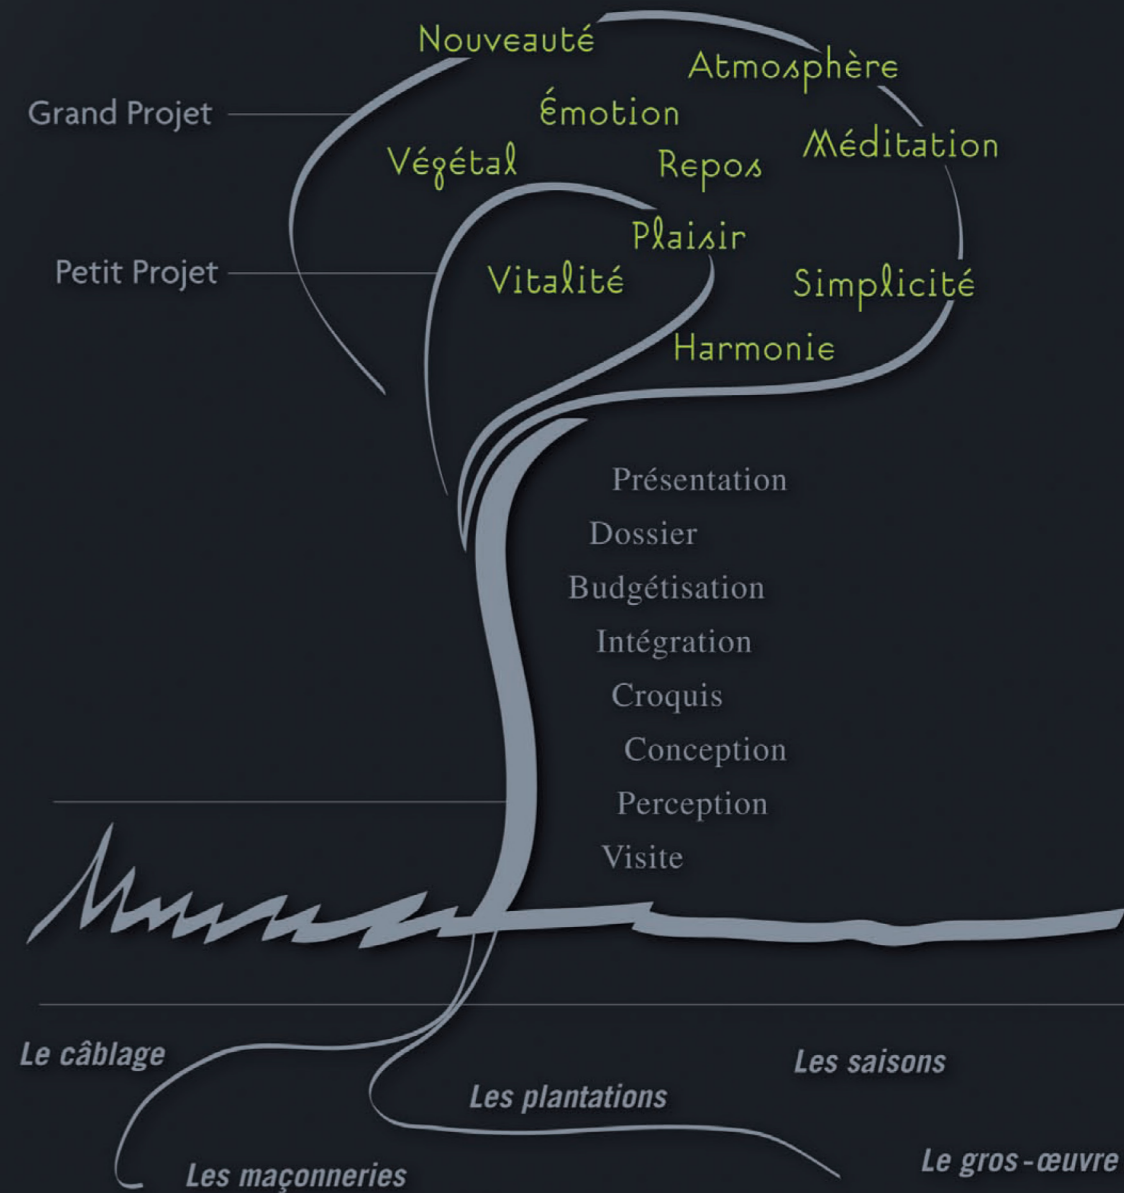 Nouveauté
Atmosphère
Grand Projet
Émotion
Méditation
Végétal
Repos
Plaisir
Petit Projet
Vitalité
Simplicité
Harmonie
Présentation
Dossier
Budgétisation
Intégration
Croquis
Conception
Perception
Visite
Le câblage
Les saisons
Les plantations
Le gros-œuvre
Les maçonneries